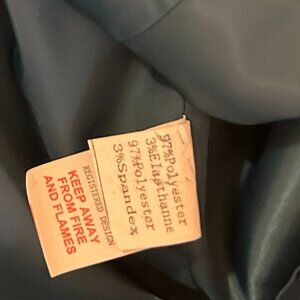 97%Polyester
3%Elasthanne
97%Polyester
3%Spandex
REGISTERED DESIGN
KEEP AWAY
FROM FIRE
AND FLAMES